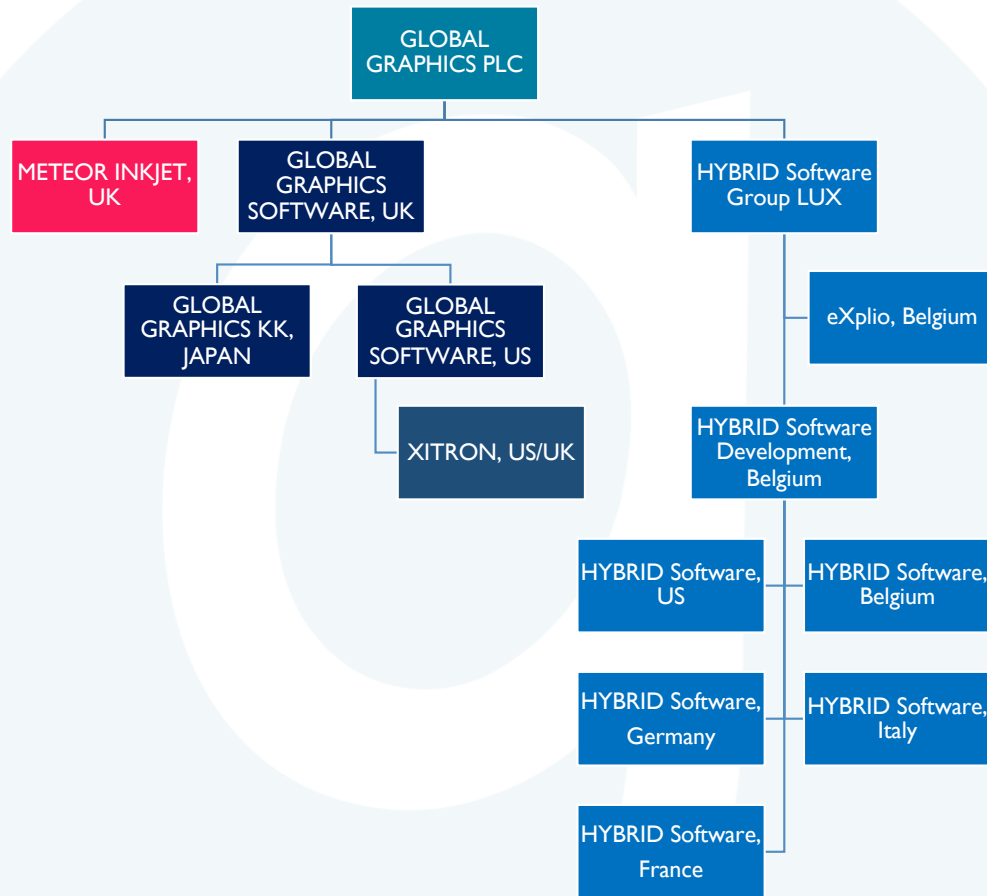 GLOBAL
GRAPHICS PLC
METEOR INKJET,
UK
GLOBAL
GRAPHICS
SOFTWARE, UK
HYBRID Software
Group LUX
GLOBAL
GRAPHICS KK,
JAPAN
GLOBAL
GRAPHICS
SOFTWARE, US
eXplio, Belgium
XITRON, US/UK
HYBRID Software
Development,
Belgium
HYBRID Software,
US
HYBRID Software,
Belgium
HYBRID Software,
Germany
HYBRID Software,
Italy
HYBRID Software,
France